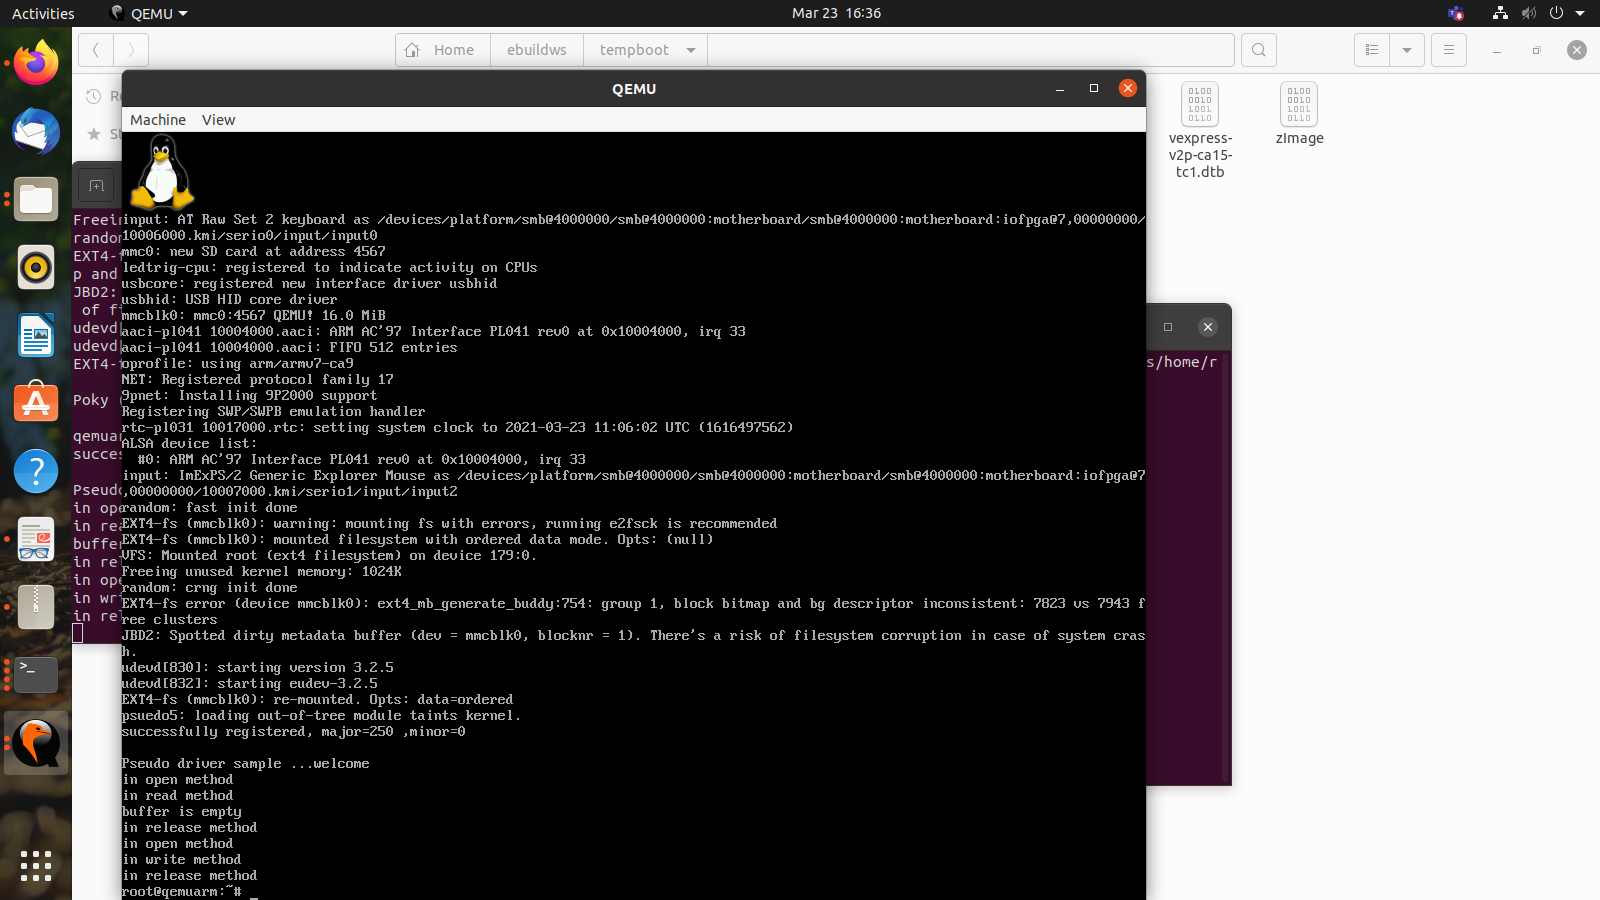 Activities
QEMU
Mar 23 16:36
Home
ebuildws
tempboot
QEMU
Machine
View
vexpress-
v2p-ca15-
tc1.dtb
zImage
input: AT Raw Set 2 keyboard as /devices/platform/smb@4000000/smb@4000000:motherboard/smb@4000000:motherboard:iofpga@7,00000000/
10006000.kmi/serio0/input/input0
mmc0: new SD card at address 4567
ledtrig-cpu: registered to indicate activity on CPUs
usbcore: registered new interface driver usbhid
usbhid: USB HID core driver
mmcblk0: mmc0:4567 QEMU! 16.0 MiB
aaci-pl041 10004000.aaci: ARM AC'97 Interface PL041 rev0 at 0x10004000, irq 33
aaci-pl041 10004000.aaci: FIFO 512 entries
oprofile: using arm/armv7-ca9
NET: Registered protocol family 17
9pnet: Installing 9P2000 support
Registering SWP/SWPB emulation handler
rtc-pl031 10017000.rtc: setting system clock to 2021-03-23 11:06:02 UTC (1616497562)
ALSA device list:
#0: ARM AC'97 Interface PL041 rev0 at 0x10004000, irq 33
input: ImExPS/2 Generic Explorer Mouse as /devices/platform/smb@4000000/smb@4000000:motherboard/smb@4000000:motherboard:iofpga@7
,00000000/10007000.kmi/serio1/input/input2
random: fast init done
EXT4-fs (mmcblk0): warning: mounting fs with errors, running e2fsck is recommended
EXT4-fs (mmcblk0): mounted filesystem with ordered data mode. Opts: (null)
VFS: Mounted root (ext4 filesystem) on device 179:0.
Freeing unused kernel memory: 1024K
random: crng init done
EXT4-fs error (device mmcblk0): ext4_mb_generate_buddy:754: group 1, block bitmap and bg descriptor inconsistent: 7823 vs 7943 f
ree clusters
JBD2: Spotted dirty metadata buffer (dev = mmcblk0, blocknr = 1). There's a risk of filesystem corruption in case of system cras
h.
udevd[830]: starting version 3.2.5
udevd[832]: starting eudev-3.2.5
EXT4-fs (mmcblk0): re-mounted. Opts: data=ordered
psuedo5: loading out-of-tree module taints kernel.
successfully registered, major=250 ,minor=0
Pseudo driver sample ...welcome
in open method
in read method
buffer is empty
in release method
in open method
in write method
in release method
root@qemuarm:~#
Re
St
Freein
random
EXT4-f
p and
JBD2:
of fi
udevd[
udevd[
EXT4-f
Poky (
qemuar
succes
Pseudo
in ope
in rea
buffer
in rel
in ope
in wri
in rel
s/home/r